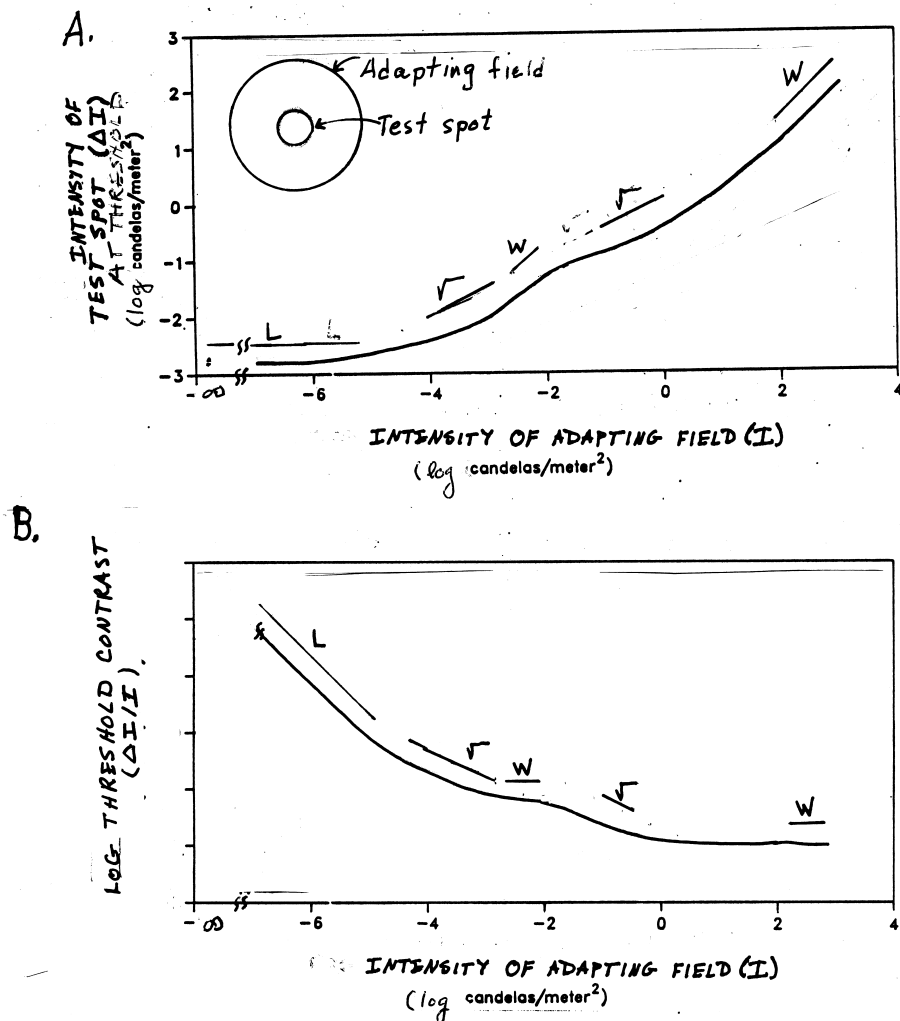 A.
INTENSITY OF
TEST SPOT (ΔI)
AT THRESHOLD
(log candelas/meter²)
3
2
1
0
-1
-2
-3
Adapting field
Test spot
L
L
√
W
√
W
-∞
-6
-4
-2
0
2
4
INTENSITY OF ADAPTING FIELD (I)
(log candelas/meter²)
B.
LOG THRESHOLD CONTRAST
(ΔI/I).
L
√
W
√
W
-∞
-6
-4
-2
0
2
4
INTENSITY OF ADAPTING FIELD (I)
(log candelas/meter²)